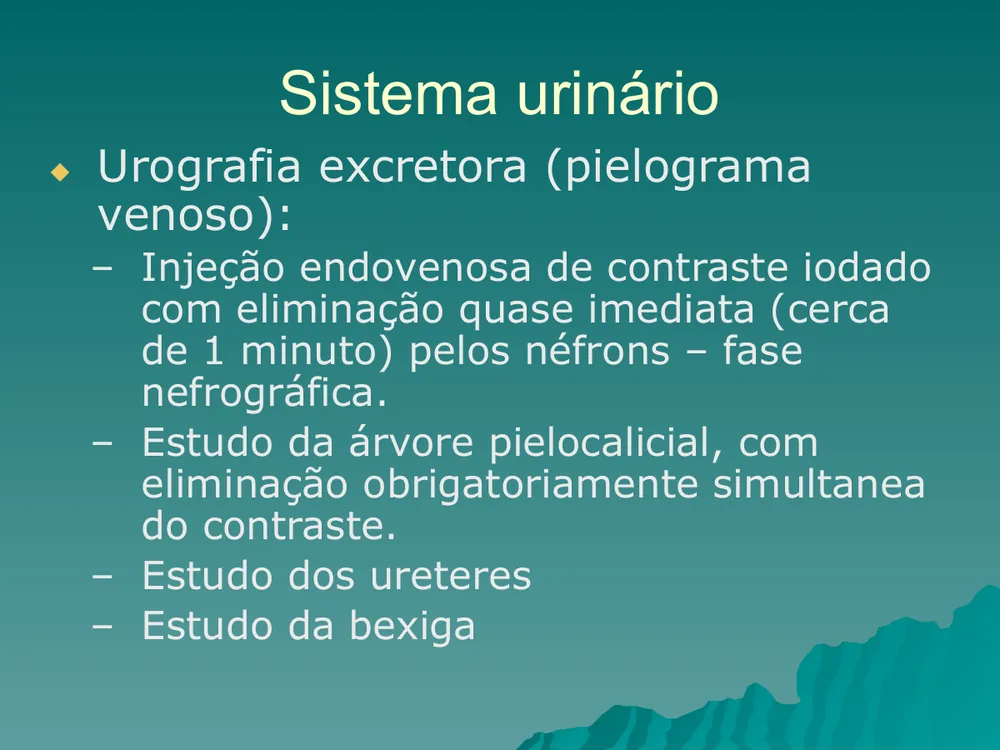 Sistema urinário
Urografia excretora (pielograma
venoso):
– Injeção endovenosa de contraste iodado
com eliminação quase imediata (cerca
de 1 minuto) pelos néfrons – fase
nefrográfica.
– Estudo da árvore pielocalicial, com
eliminação obrigatoriamente simultanea
do contraste.
– Estudo dos ureteres
– Estudo da bexiga